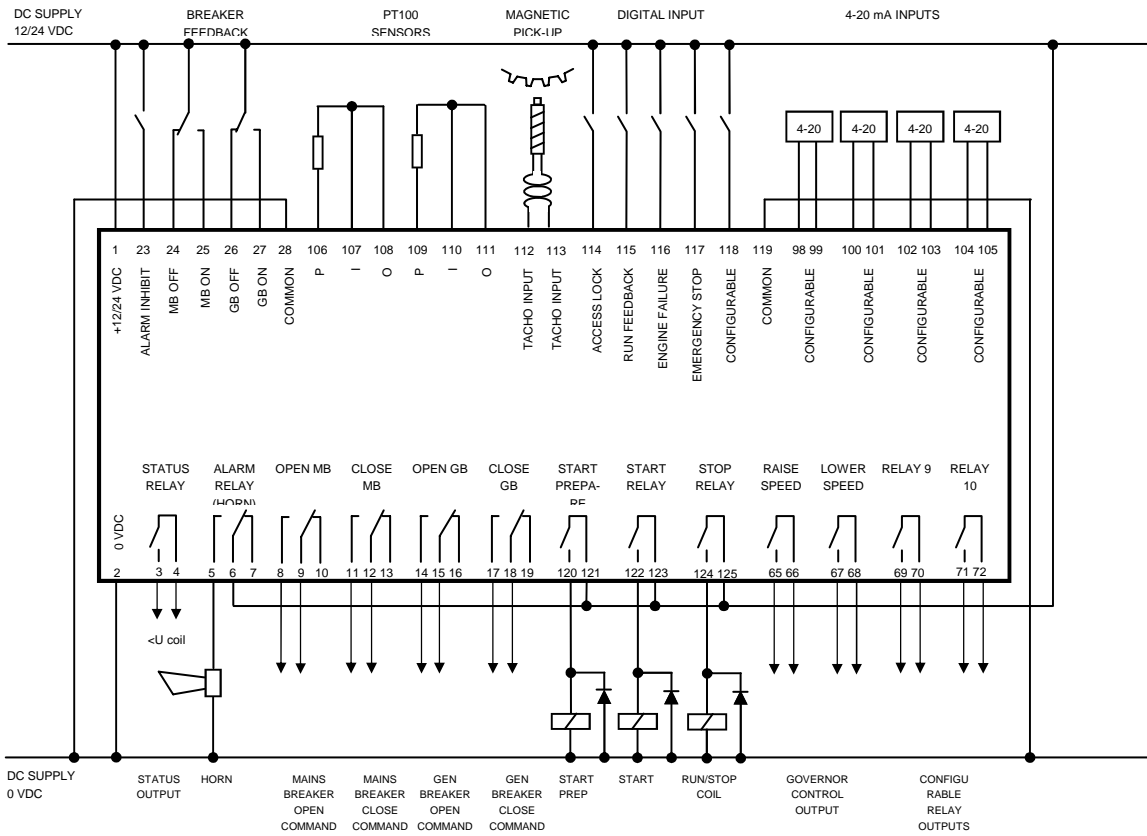 DC SUPPLY
12/24 VDC
BREAKER
FEEDBACK
PT100
SENSORS
MAGNETIC
PICK-UP
DIGITAL INPUT
4-20 mA INPUTS
4-20 4-20 4-20 4-20
1 23 24 25 26 27 28 106 107 108 109 110 111 112 113 114 115 116 117 118 119 98 99 100 101 102 103 104 105
+12/24 VDC
ALARM INHIBIT
MB OFF
MB ON
GB OFF
GB ON
COMMON
P
I
O
P
I
O
TACHO INPUT
TACHO INPUT
ACCESS LOCK
RUN FEEDBACK
ENGINE FAILURE
EMERGENCY STOP
CONFIGURABLE
COMMON
CONFIGURABLE
CONFIGURABLE
CONFIGURABLE
CONFIGURABLE
STATUS
RELAY
ALARM
RELAY
(HORN)
OPEN MB
CLOSE
MB
OPEN GB
CLOSE
GB
START
PREPA-
RE
START
RELAY
STOP
RELAY
RAISE
SPEED
LOWER
SPEED
RELAY 9
RELAY
10
0 VDC
2 3 4 5 6 7 8 9 10 11 12 13 14 15 16 17 18 19 120 121 122 123 124 125 65 66 67 68 69 70 71 72
<U coil
DC SUPPLY
0 VDC
STATUS
OUTPUT
HORN
MAINS
BREAKER
OPEN
COMMAND
MAINS
BREAKER
CLOSE
COMMAND
GEN
BREAKER
OPEN
COMMAND
GEN
BREAKER
CLOSE
COMMAND
START
PREP
START
RUN/STOP
COIL
GOVERNOR
CONTROL
OUTPUT
CONFIGU
RABLE
RELAY
OUTPUTS